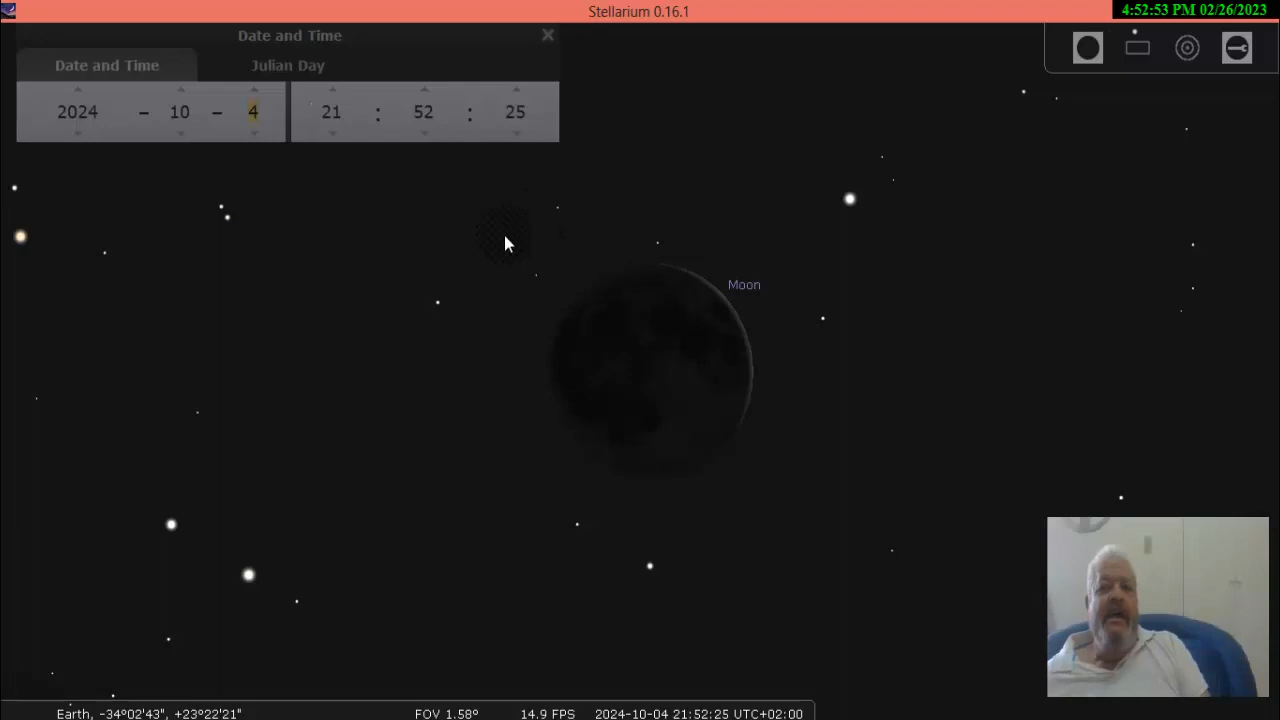 Stellarium 0.16.1
4:52:53 PM 02/26/2023
Date and Time
Date and Time Julian Day
2024 - 10 - 4 21 : 52 : 25
Moon
Earth, -34°02'43", +23°22'21" FOV 1.58° 14.9 FPS 2024-10-04 21:52:25 UTC+02:00